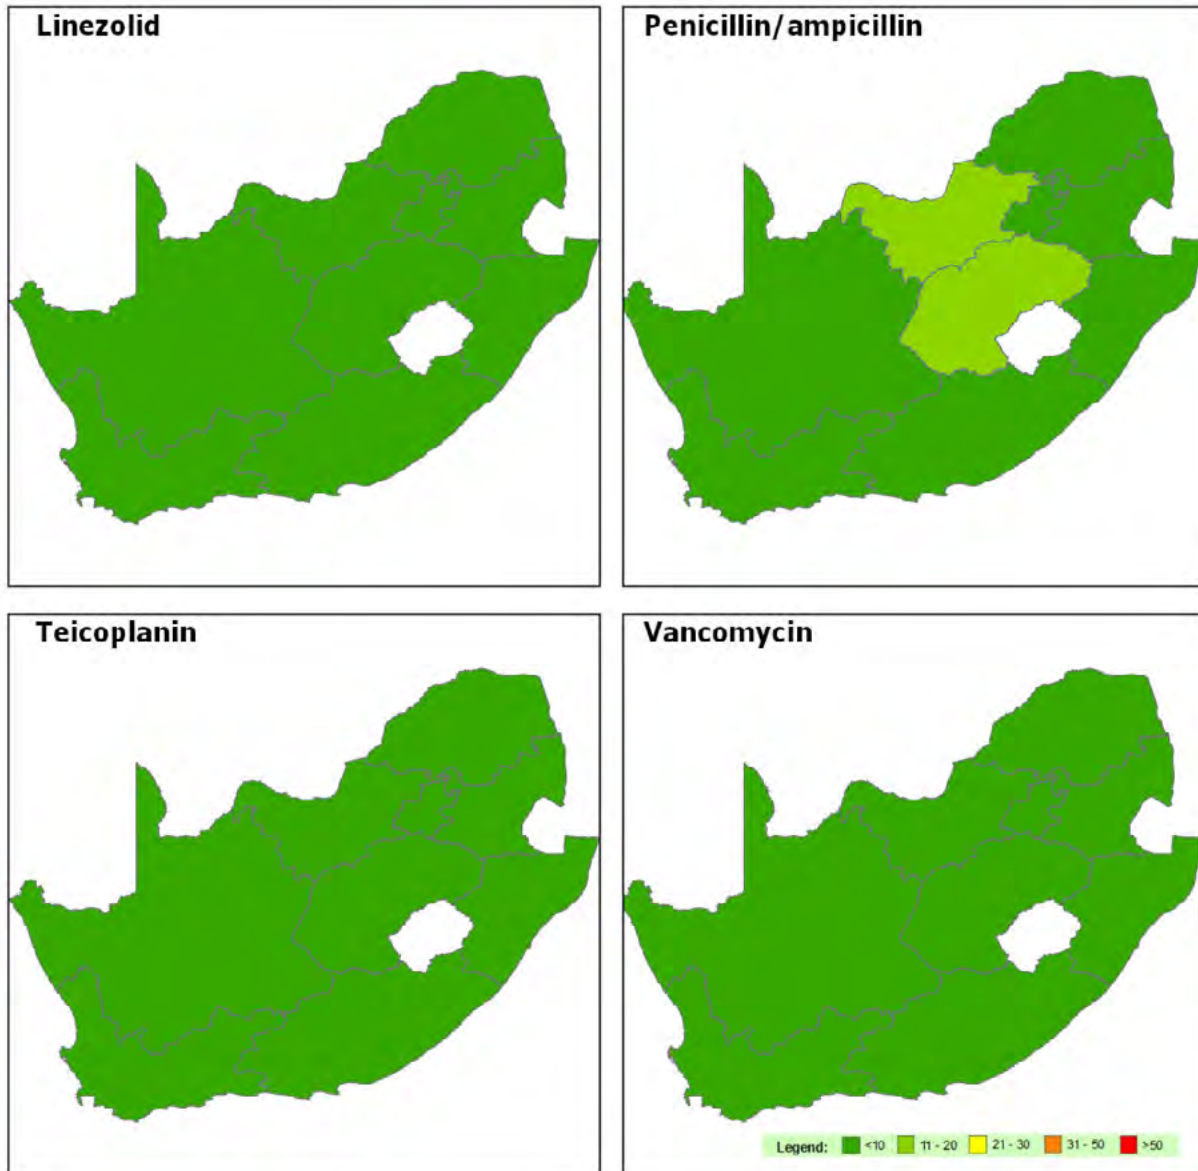 Linezolid
Penicillin/ampicillin
Teicoplanin
Vancomycin
Legend: <10 11 - 20 21 - 30 31 - 50 >50